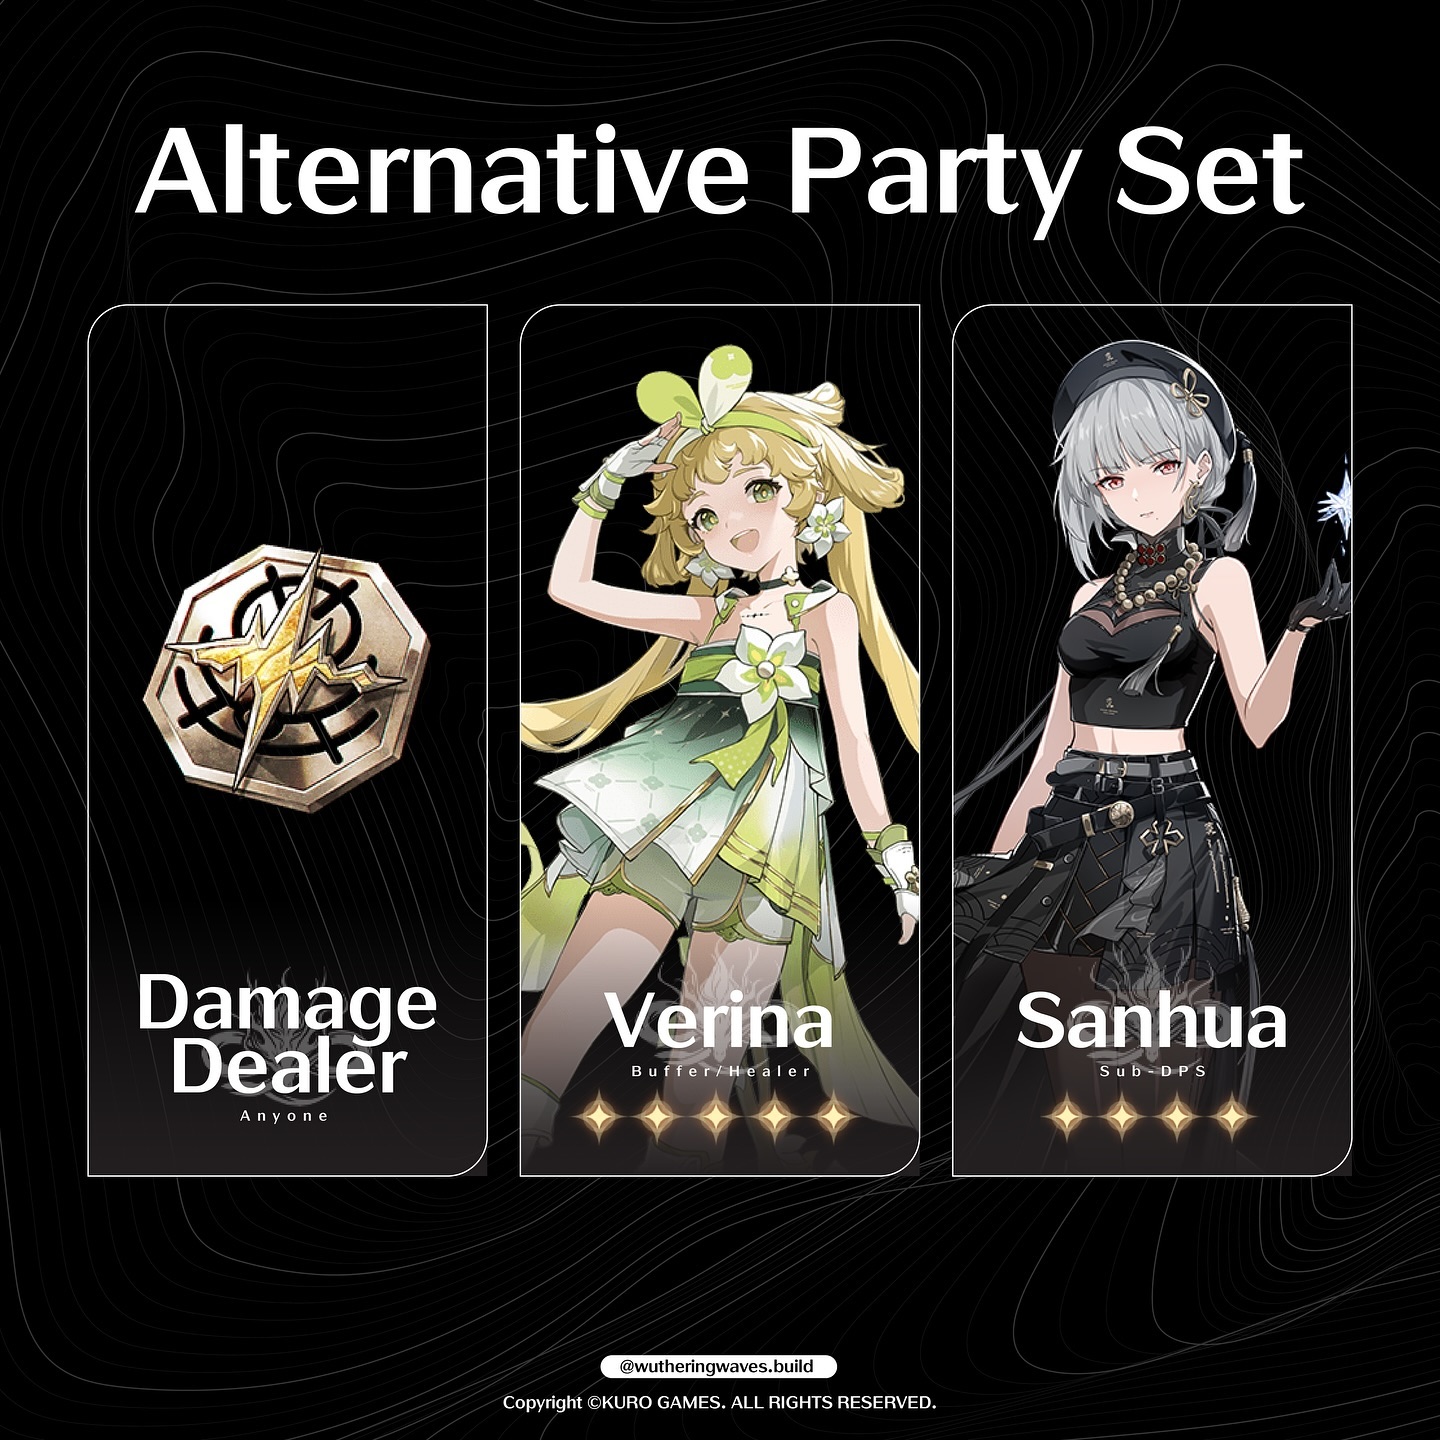 Alternative Party Set
Damage
Dealer
Anyone
Verina
Buffer/Healer
Sanhua
Sub-DPS
@wutheringwaves.build
Copyright ©KURO GAMES. ALL RIGHTS RESERVED.